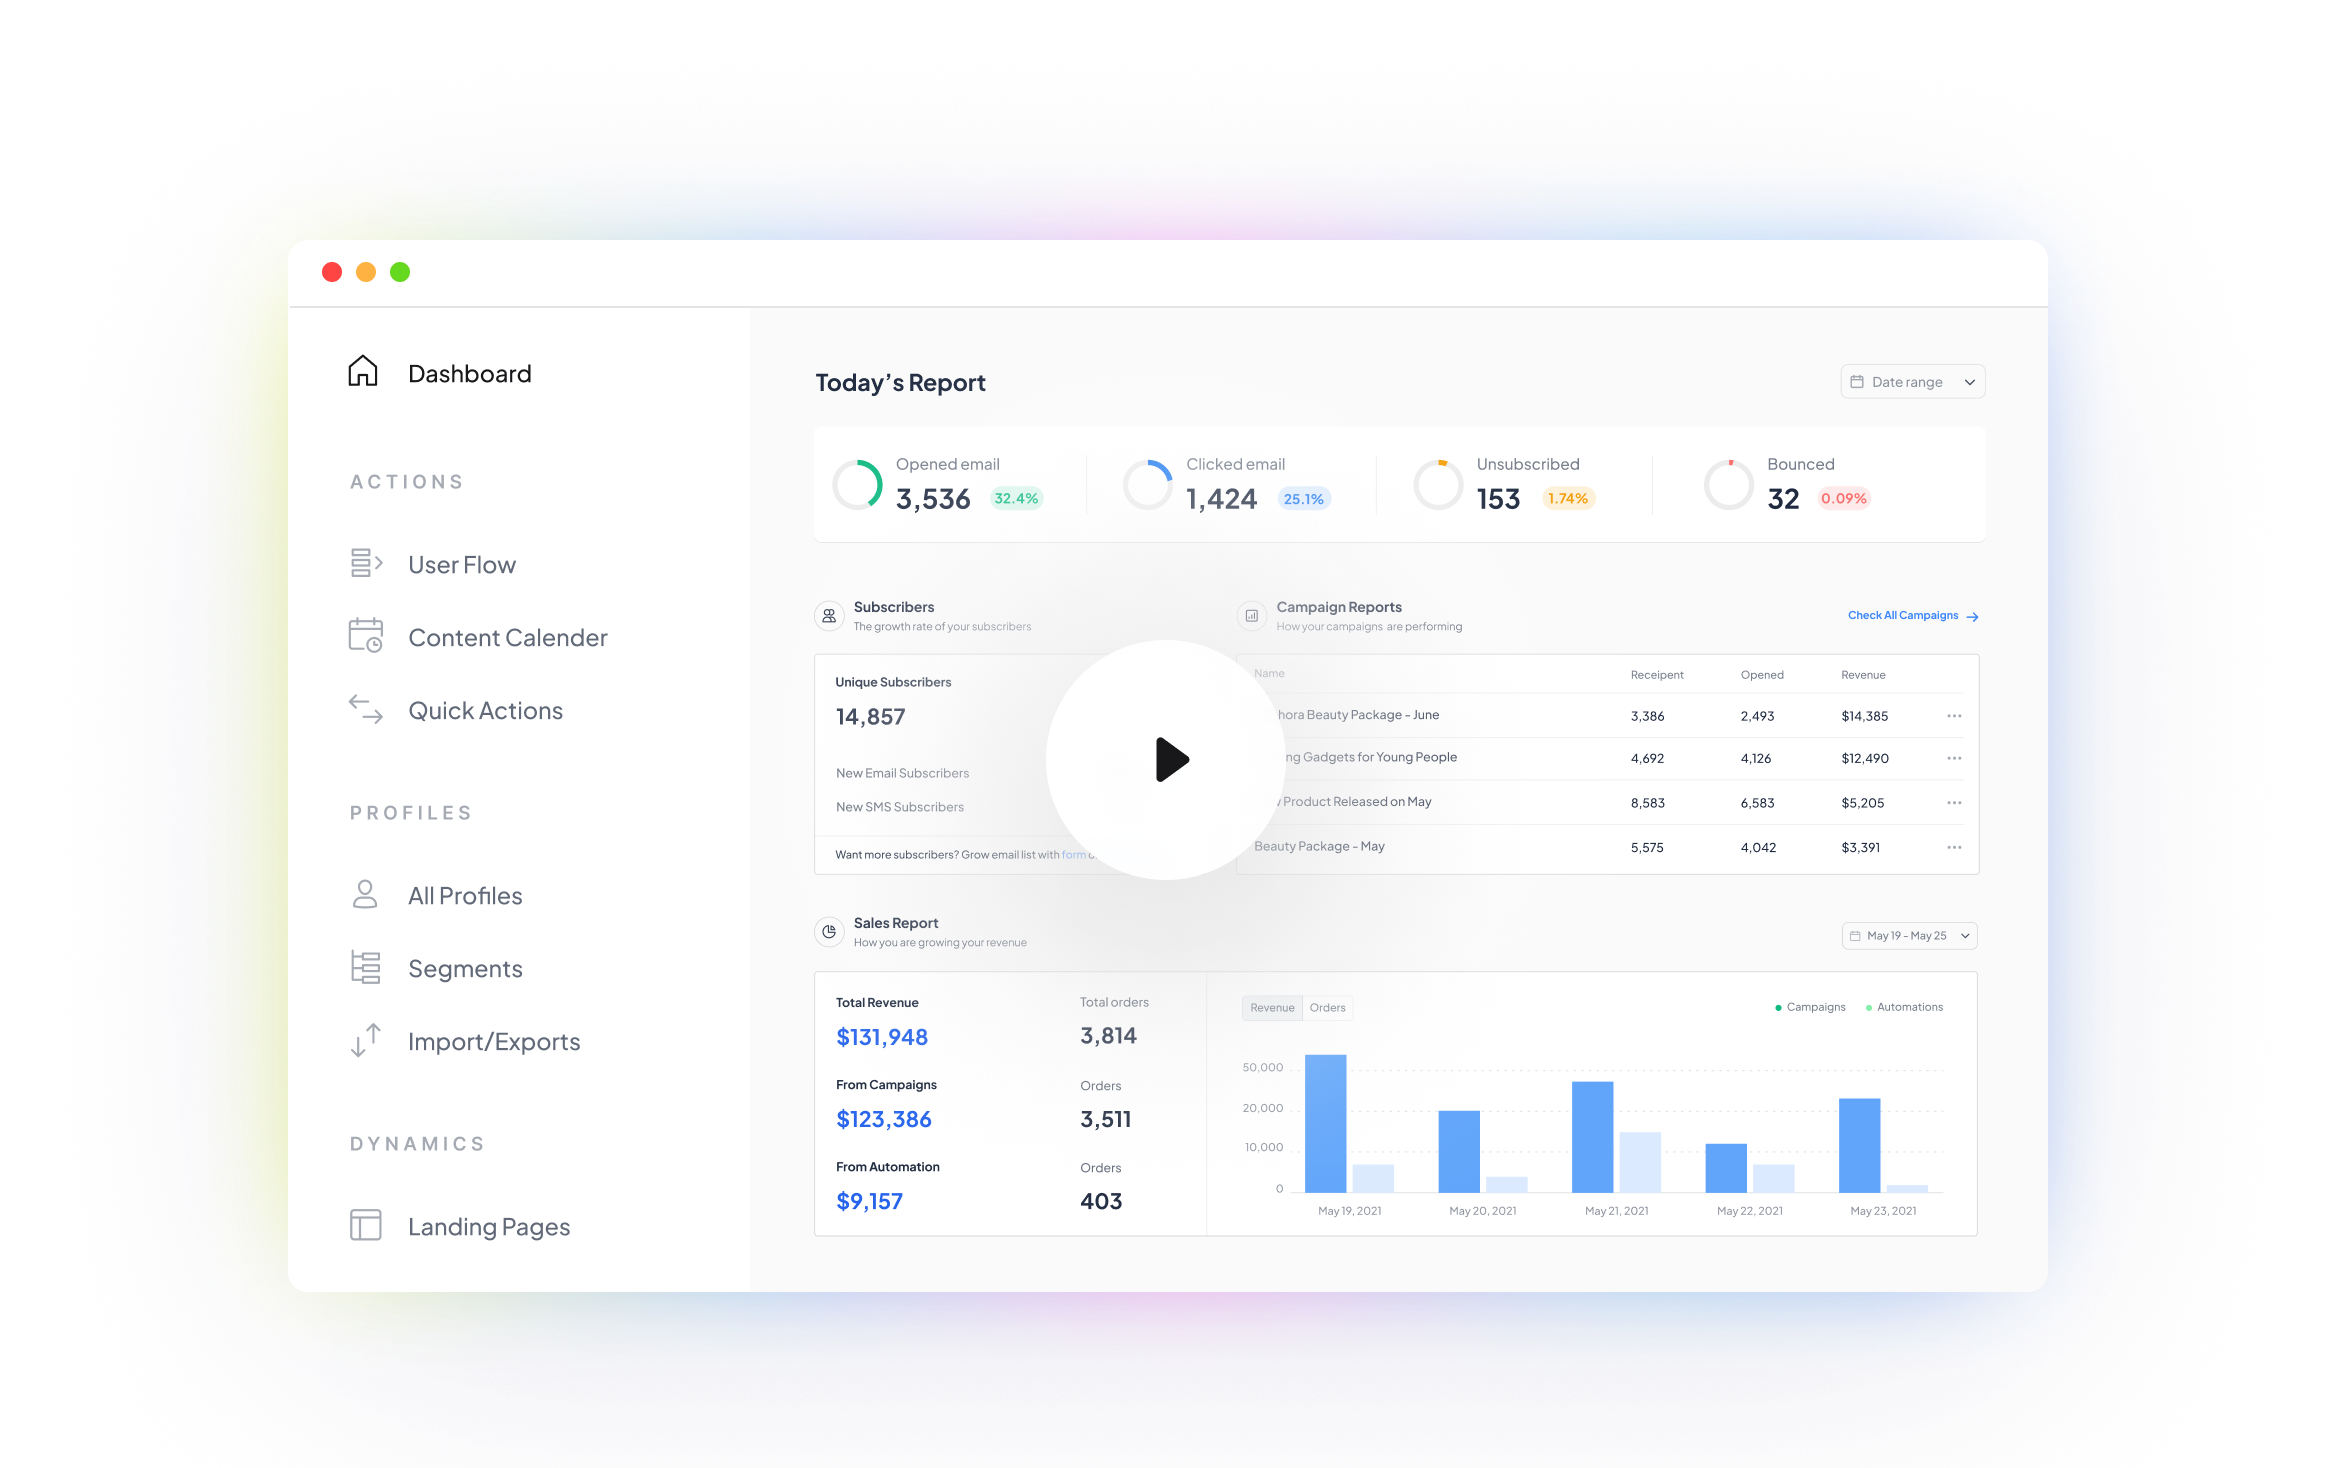 Dashboard
ACTIONS
User Flow
Content Calender
Quick Actions
PROFILES
All Profiles
Segments
Import/Exports
DYNAMICS
Landing Pages
Today’s Report
Date range
Opened email
3,536 32.4%
Clicked email
1,424 25.1%
Unsubscribed
153 1.74%
Bounced
32 0.09%
Subscribers
The growth rate of your subscribers
Unique Subscribers
14,857
New Email Subscribers
New SMS Subscribers
Want more subscribers? Grow email list with form
Campaign Reports
How your campaigns are performing
Check All Campaigns
Name Receipent Opened Revenue
Beauty Package - June 3,386 2,493 $14,385
Gadgets for Young People 4,692 4,126 $12,490
Product Released on May 8,583 6,583 $5,205
Beauty Package - May 5,575 4,042 $3,391
Sales Report
How you are growing your revenue
May 19 - May 25
Total Revenue Total orders
$131,948 3,814
From Campaigns Orders
$123,386 3,511
From Automation Orders
$9,157 403
Revenue Orders
Campaigns Automations
50,000
20,000
10,000
0
May 19, 2021 May 20, 2021 May 21, 2021 May 22, 2021 May 23, 2021